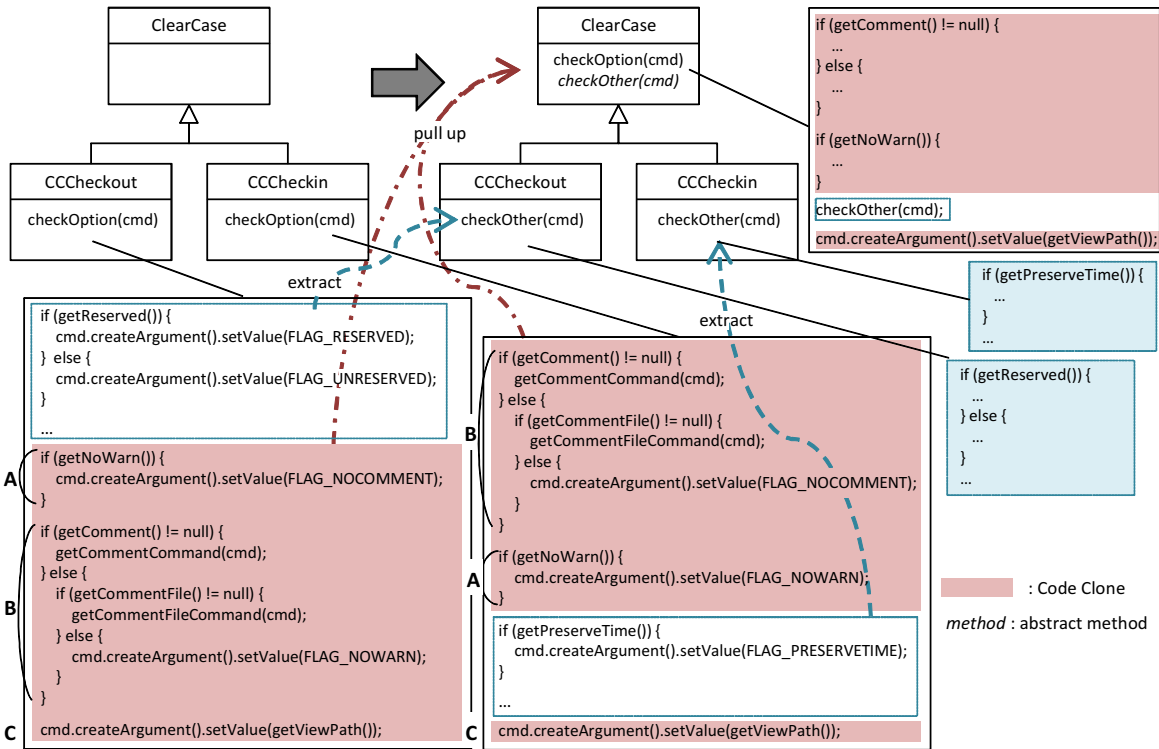 ClearCase
CCCheckout
checkOption(cmd)
CCCheckin
checkOption(cmd)
pull up
ClearCase
checkOption(cmd)
checkOther(cmd)
CCCheckout
checkOther(cmd)
CCCheckin
checkOther(cmd)
if (getComment() != null) {
...
} else {
...
}
if (getNoWarn()) {
...
}
checkOther(cmd);
cmd.createArgument().setValue(getViewPath());
extract
extract
if (getPreserveTime()) {
...
}
...
if (getReserved()) {
...
} else {
...
}
...
if (getReserved()) {
cmd.createArgument().setValue(FLAG_RESERVED);
} else {
cmd.createArgument().setValue(FLAG_UNRESERVED);
}
...
A
if (getNoWarn()) {
cmd.createArgument().setValue(FLAG_NOCOMMENT);
}
B
if (getComment() != null) {
getCommentCommand(cmd);
} else {
if (getCommentFile() != null) {
getCommentFileCommand(cmd);
} else {
cmd.createArgument().setValue(FLAG_NOWARN);
}
}
C
cmd.createArgument().setValue(getViewPath());
B
if (getComment() != null) {
getCommentCommand(cmd);
} else {
if (getCommentFile() != null) {
getCommentFileCommand(cmd);
} else {
cmd.createArgument().setValue(FLAG_NOCOMMENT);
}
}
A
if (getNoWarn()) {
cmd.createArgument().setValue(FLAG_NOWARN);
}
if (getPreserveTime()) {
cmd.createArgument().setValue(FLAG_PRESERVETIME);
}
...
C
cmd.createArgument().setValue(getViewPath());
: Code Clone
method : abstract method